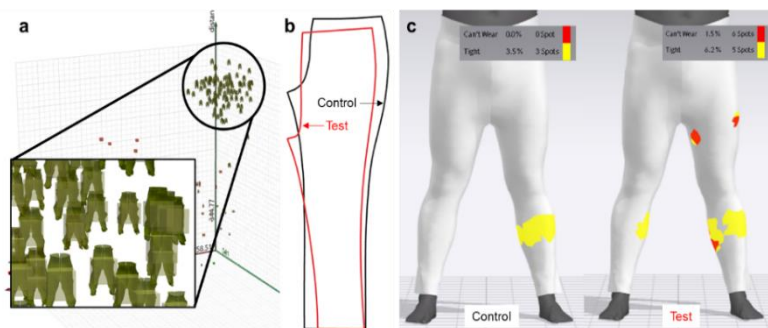 a
distan
b
Control
Test
c
Can't Wear 0.0% 0 Spot
Tight 3.5% 3 Spots
Can't Wear 1.5% 6 Spots
Tight 6.2% 5 Spots
Control
Test